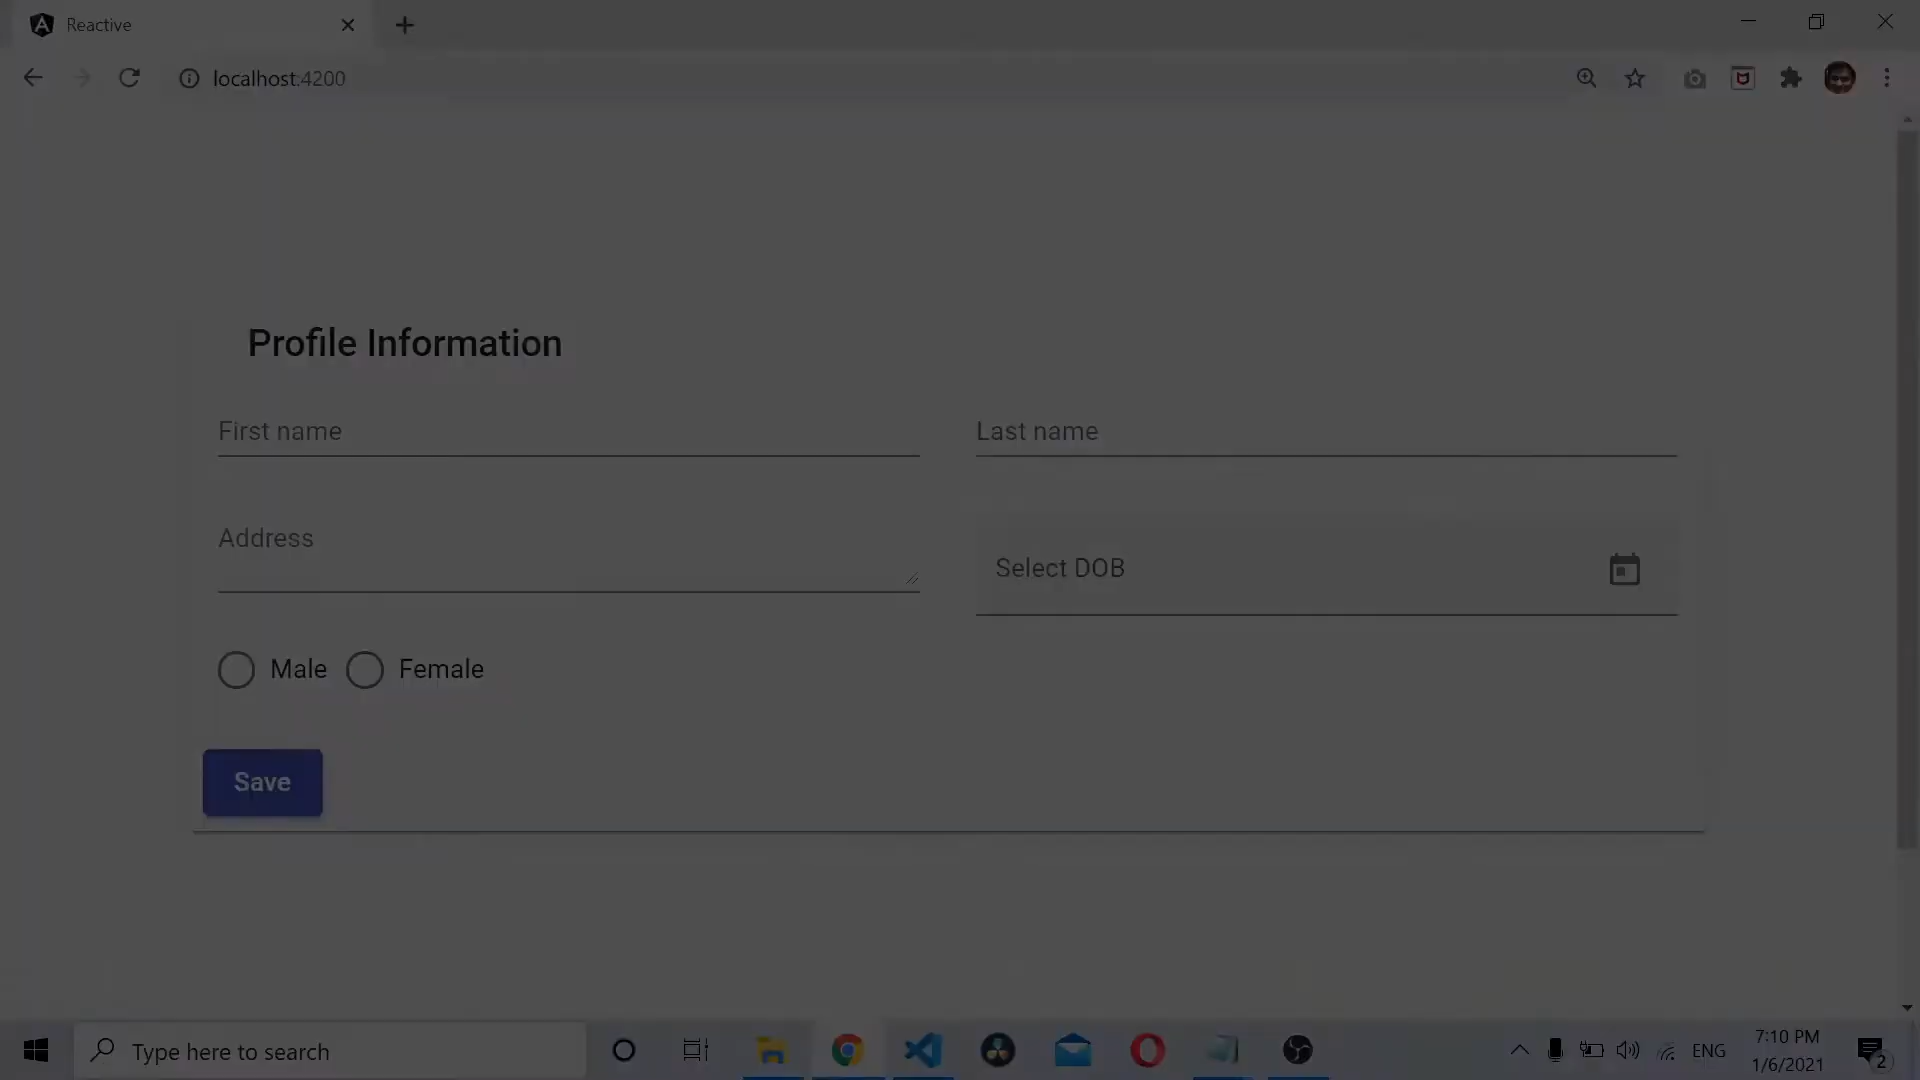 Reactive
localhost:4200
Profile Information
First name
Last name
Address
Select DOB
Male
Female
Save
Type here to search
ENG
7:10 PM
1/6/2021
2